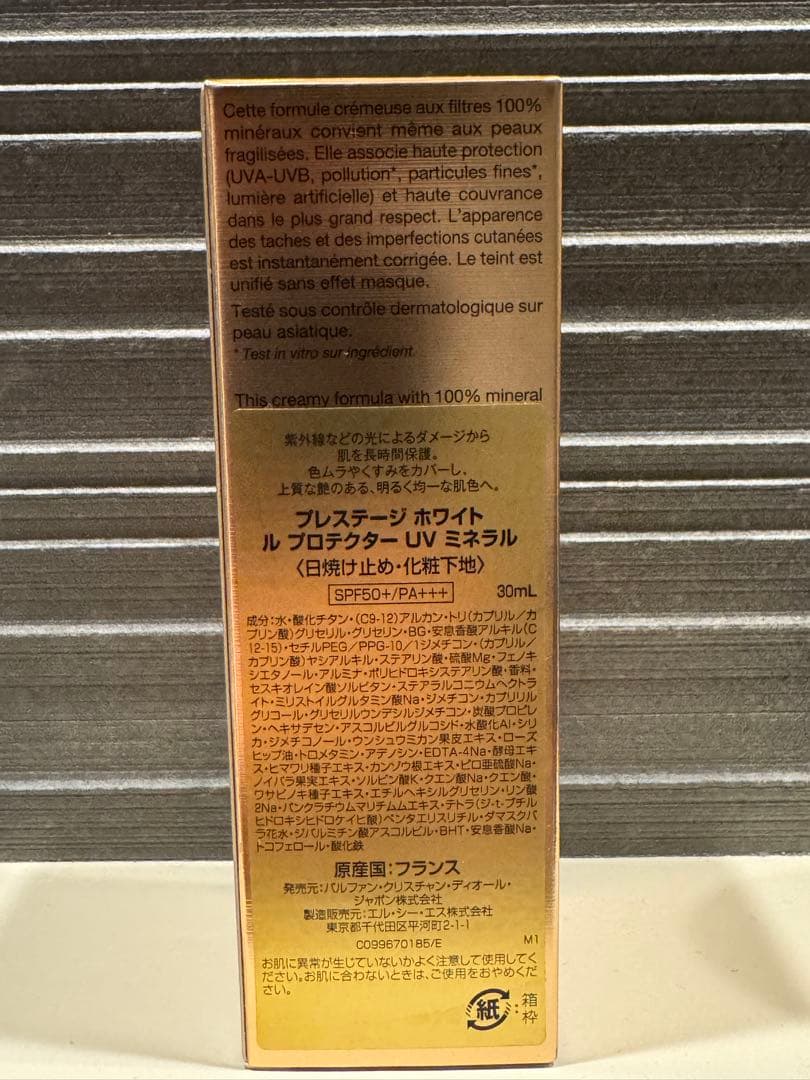 Cette formule crémeuse aux filtres 100%
minéraux convient même aux peaux
fragilisées. Elle associe haute protection
(UVA-UVB, pollution*, particules fines*,
lumière artificielle) et haute couvrance
dans le plus grand respect. L'apparence
des taches et des imperfections cutanées
est instantanément corrigée. Le teint est
unifié sans effet masque.
Testé sous contrôle dermatologique sur
peau asiatique.
* Test in vitro sur ingrédient.
This creamy formula with 100% mineral
紫外線などの光によるダメージから
肌を長時間保護。
色ムラやくすみをカバーし、
上質な艶のある、明るく均一な肌色へ。
プレステージ ホワイト
ル プロテクター UV ミネラル
〈日焼け止め・化粧下地〉
SPF50+/PA+++ 30mL
成分:水・酸化チタン・(C9-12)アルカン・トリ(カプリル/カ
プリン酸)グリセリル・グリセリン・BG・安息香酸アルキル(C
12-15)・セチルPEG/PPG-10/1ジメチコン・(カプリル/
カプリン酸)ヤシアルキル・ステアリン酸・硫酸Mg・フェノキ
シエタノール・アルミナ・ポリヒドロキシステアリン酸・香料・
セスキオレイン酸ソルビタン・ステアラルコニウムヘクトラ
イト・ミリストイルグルタミン酸Na・ジメチコン・カプリリル
グリコール・グリセリルウンデシルジメチコン・炭酸プロピレ
ン・ヘキサデセン・アスコルビルグルコシド・水酸化Al・シリ
カ・ジメチコノール・ウンシュウミカン果皮エキス・ローズ
ヒップ油・トロメタミン・アデノシン・EDTA-4Na・酵母エキ
ス・ヒマワリ種子エキス・カンゾウ根エキス・ピロ亜硫酸Na・
ノイバラ果実エキス・ソルビン酸K・クエン酸Na・クエン酸・
ワサビノキ種子エキス・エチルヘキシルグリセリン・リン酸
2Na・パンクラチウムマリチムムエキス・テトラ(ジ-t-ブチル
ヒドロキシヒドロケイヒ酸)ペンタエリスリチル・ダマスクバ
ラ花水・ジパルミチン酸アスコルビル・BHT・安息香酸Na・
トコフェロール・酸化鉄
原産国:フランス
発売元:パルファン・クリスチャン・ディオール・
ジャポン株式会社
製造販売元:エル・シー・エス株式会社
東京都千代田区平河町2-1-1
C099670185/E M1
お肌に異常が生じていないかよく注意して使用してく
ださい。お肌に合わないときは、ご使用をおやめくだ
さい。
紙 箱
枠